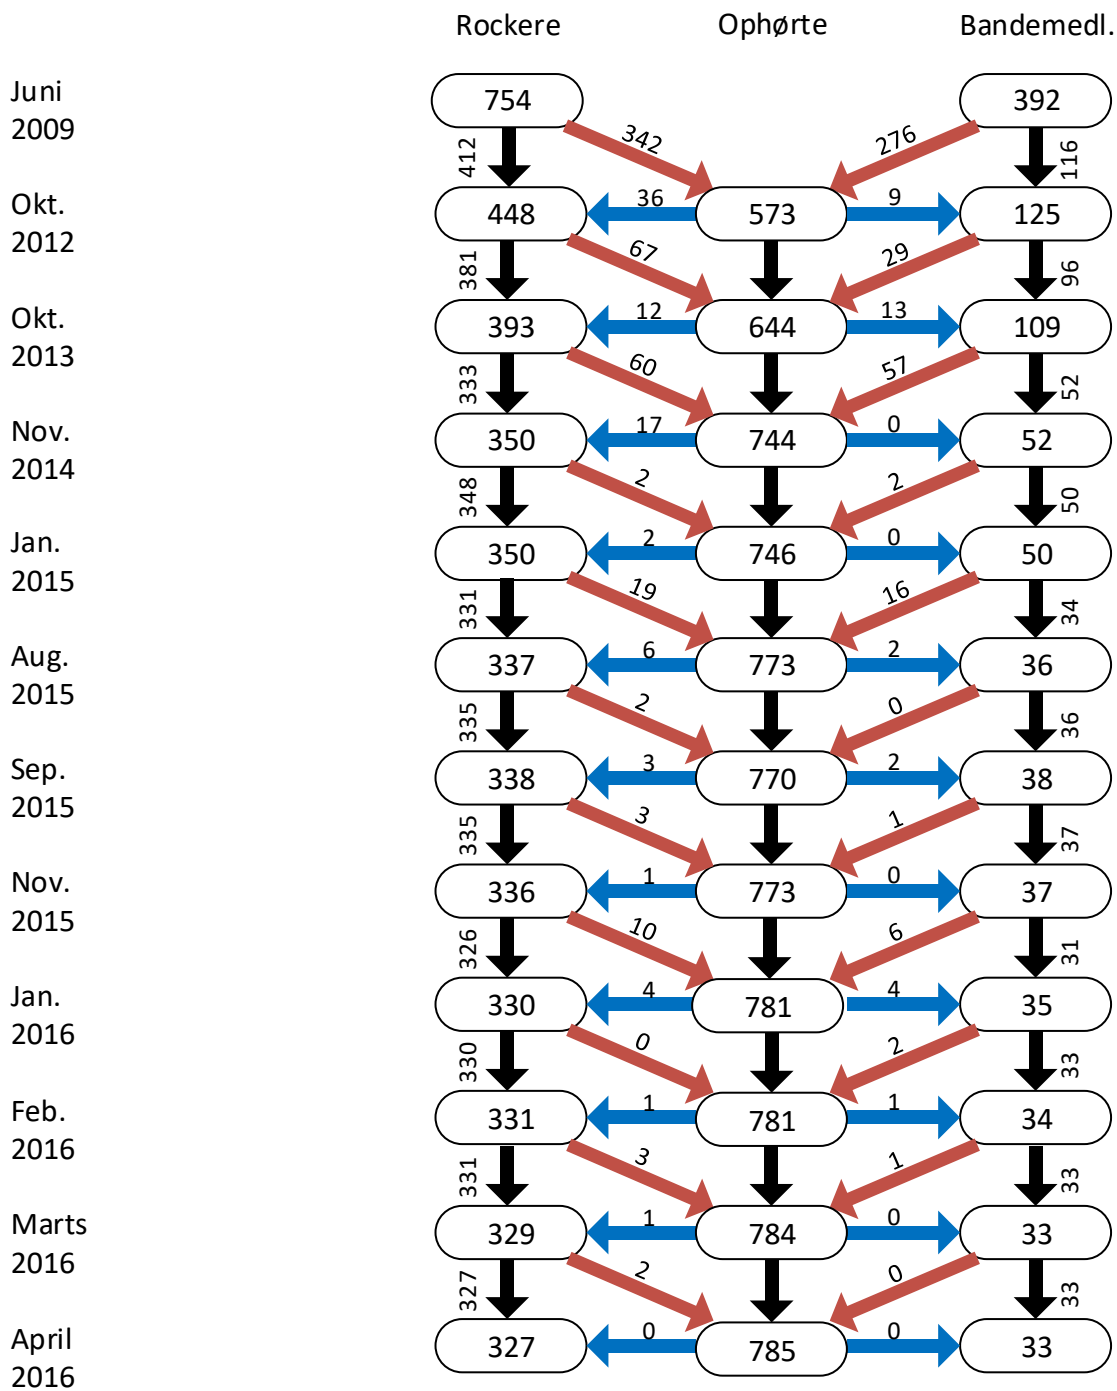 Rockere Ophørte Bandemedl.
Juni
2009
754 392
412 342 276 116
Okt.
2012
448 36 573 9 125
381 67 29 96
Okt.
2013
393 12 644 13 109
333 60 57 52
Nov.
2014
350 17 744 0 52
348 2 2 50
Jan.
2015
350 2 746 0 50
331 19 16 34
Aug.
2015
337 6 773 2 36
335 2 0 36
Sep.
2015
338 3 770 2 38
335 3 1 37
Nov.
2015
336 1 773 0 37
326 10 6 31
Jan.
2016
330 4 781 4 35
330 0 2 33
Feb.
2016
331 1 781 1 34
331 3 1 33
Marts
2016
329 1 784 0 33
327 2 0 33
April
2016
327 0 785 0 33